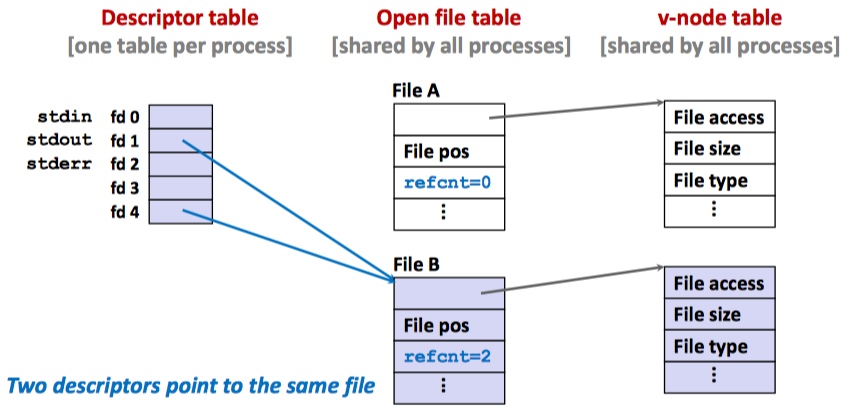 Descriptor table
[one table per process]
Open file table
[shared by all processes]
v-node table
[shared by all processes]
stdin fd 0
stdout fd 1
stderr fd 2
fd 3
fd 4
File A
File pos
refcnt=0
⋮
File access
File size
File type
⋮
File B
File pos
refcnt=2
⋮
File access
File size
File type
⋮
Two descriptors point to the same file